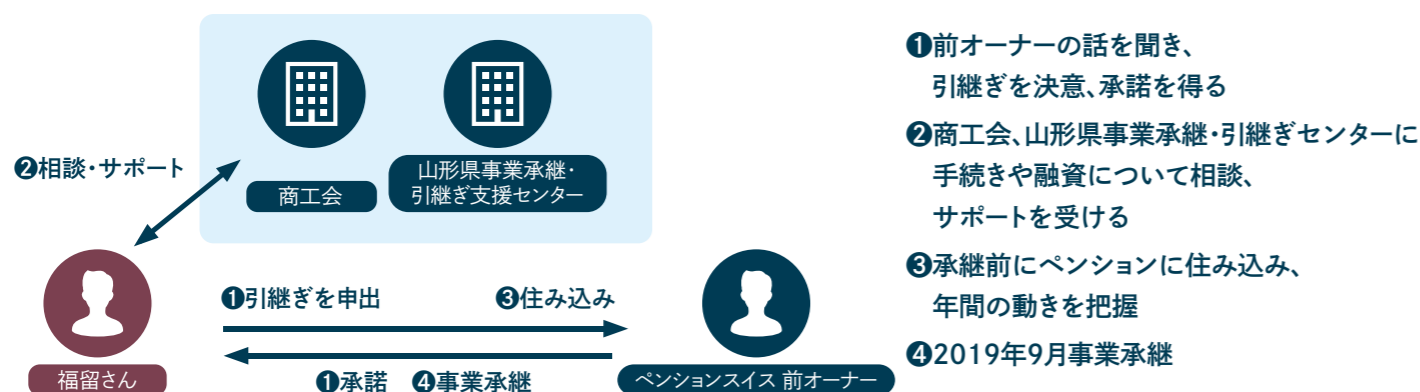 ❷相談・サポート
商工会
山形県事業承継・
引継ぎ支援センター
❶引継ぎを申出
❸住み込み
❶承諾
❹事業承継
福留さん
ペンションスイス 前オーナー
❶前オーナーの話を聞き、
引継ぎを決意、承諾を得る
❷商工会、山形県事業承継・引継ぎセンターに
手続きや融資について相談、
サポートを受ける
❸承継前にペンションに住み込み、
年間の動きを把握
❹2019年9月事業承継